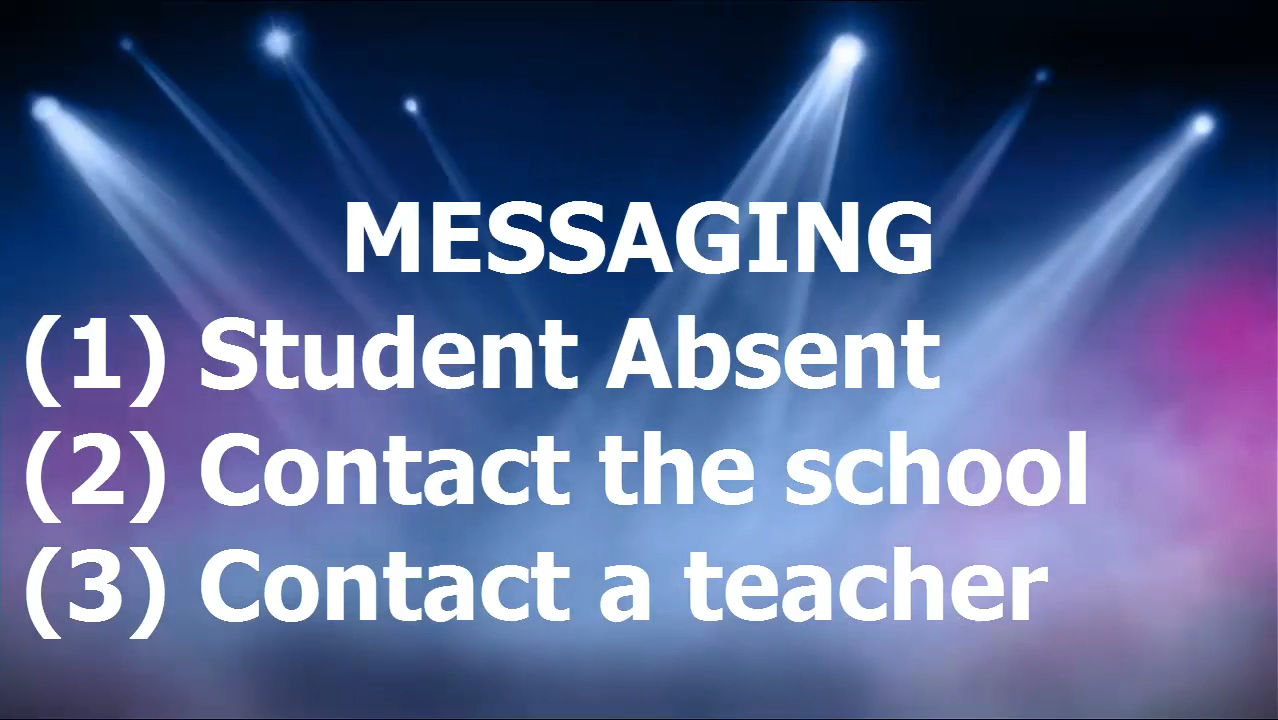 MESSAGING
(1) Student Absent
(2) Contact the school
(3) Contact a teacher